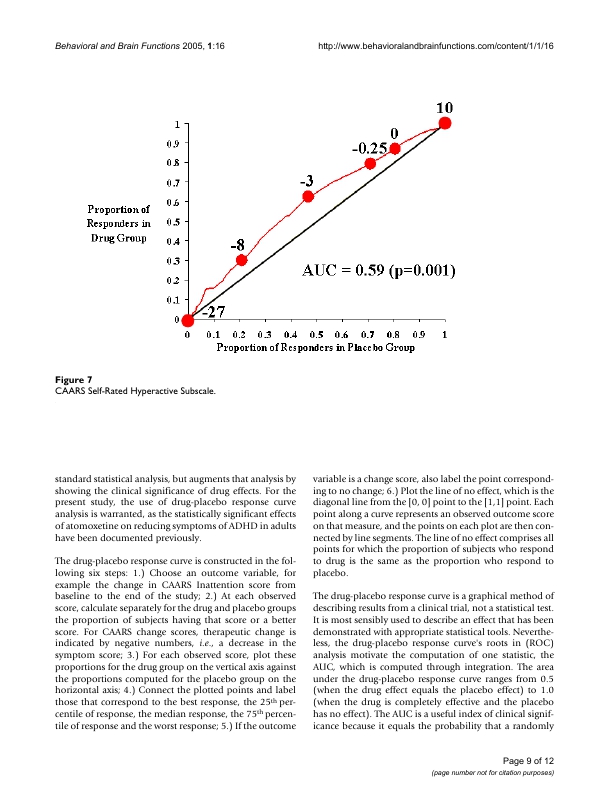 Behavioral and Brain Functions 2005, 1:16
http://www.behavioralandbrainfunctions.com/content/1/1/16
10
1
0
0.9
-0.25
0.8
-3
0.7
0.6
Proportion of
Responders in
Drug Group
0.5
0.4
-8
0.3
AUC = 0.59 (p=0.001)
0.2
0.1
-27
0
0 0.1 0.2 0.3 0.4 0.5 0.6 0.7 0.8 0.9 1
Proportion of Responders in Placebo Group
Figure 7
CAARS Self-Rated Hyperactive Subscale.
standard statistical analysis, but augments that analysis by
showing the clinical significance of drug effects. For the
present study, the use of drug-placebo response curve
analysis is warranted, as the statistically significant effects
of atomoxetine on reducing symptoms of ADHD in adults
have been documented previously.
The drug-placebo response curve is constructed in the fol-
lowing six steps: 1.) Choose an outcome variable, for
example the change in CAARS Inattention score from
baseline to the end of the study; 2.) At each observed
score, calculate separately for the drug and placebo groups
the proportion of subjects having that score or a better
score. For CAARS change scores, therapeutic change is
indicated by negative numbers, i.e., a decrease in the
symptom score; 3.) For each observed score, plot these
proportions for the drug group on the vertical axis against
the proportions computed for the placebo group on the
horizontal axis; 4.) Connect the plotted points and label
those that correspond to the best response, the 25th per-
centile of response, the median response, the 75th percen-
tile of response and the worst response; 5.) If the outcome
variable is a change score, also label the point correspond-
ing to no change; 6.) Plot the line of no effect, which is the
diagonal line from the [0, 0] point to the [1,1] point. Each
point along a curve represents an observed outcome score
on that measure, and the points on each plot are then con-
nected by line segments. The line of no effect comprises all
points for which the proportion of subjects who respond
to drug is the same as the proportion who respond to
placebo.
The drug-placebo response curve is a graphical method of
describing results from a clinical trial, not a statistical test.
It is most sensibly used to describe an effect that has been
demonstrated with appropriate statistical tools. Neverthe-
less, the drug-placebo response curve's roots in (ROC)
analysis motivate the computation of one statistic, the
AUC, which is computed through integration. The area
under the drug-placebo response curve ranges from 0.5
(when the drug effect equals the placebo effect) to 1.0
(when the drug is completely effective and the placebo
has no effect). The AUC is a useful index of clinical signif-
icance because it equals the probability that a randomly
Page 9 of 12
(page number not for citation purposes)